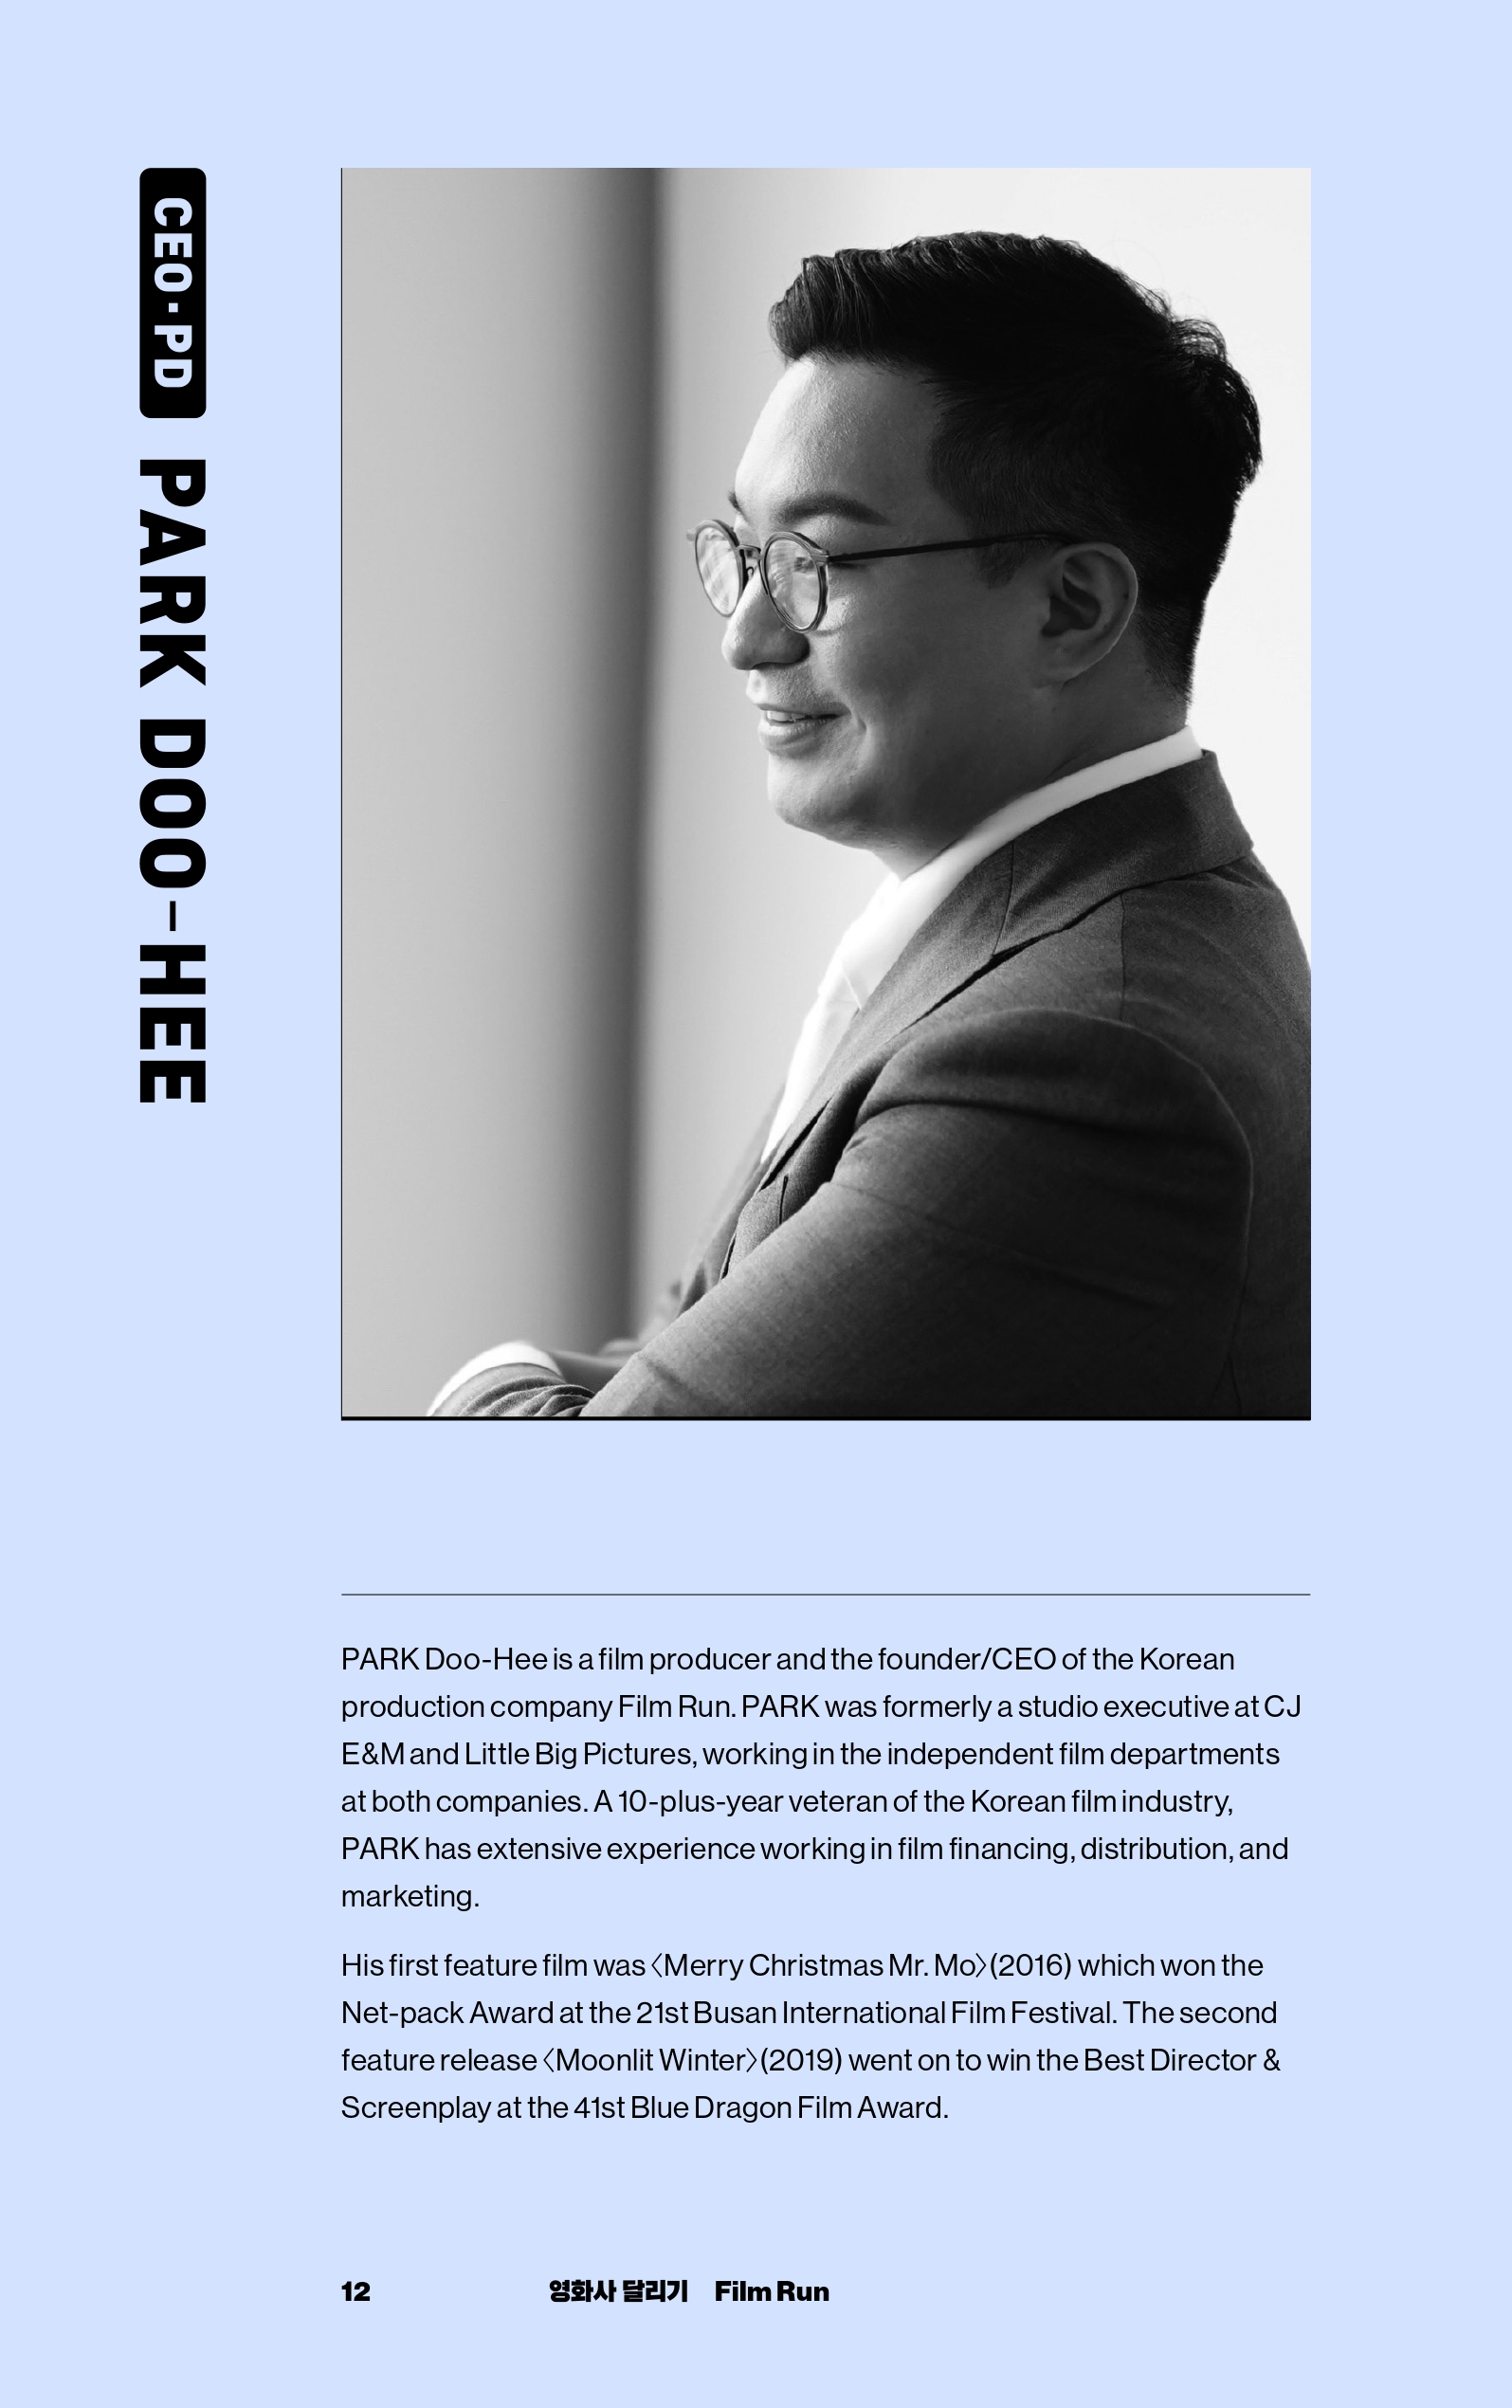 CEO·PD
PARK DOO-HEE
PARK Doo-Hee is a film producer and the founder/CEO of the Korean
production company Film Run. PARK was formerly a studio executive at CJ
E&M and Little Big Pictures, working in the independent film departments
at both companies. A 10-plus-year veteran of the Korean film industry,
PARK has extensive experience working in film financing, distribution, and
marketing.
His first feature film was〈Merry Christmas Mr. Mo〉(2016) which won the
Net-pack Award at the 21st Busan International Film Festival. The second
feature release〈Moonlit Winter〉(2019) went on to win the Best Director &
Screenplay at the 41st Blue Dragon Film Award.
12 영화사 달리기 Film Run